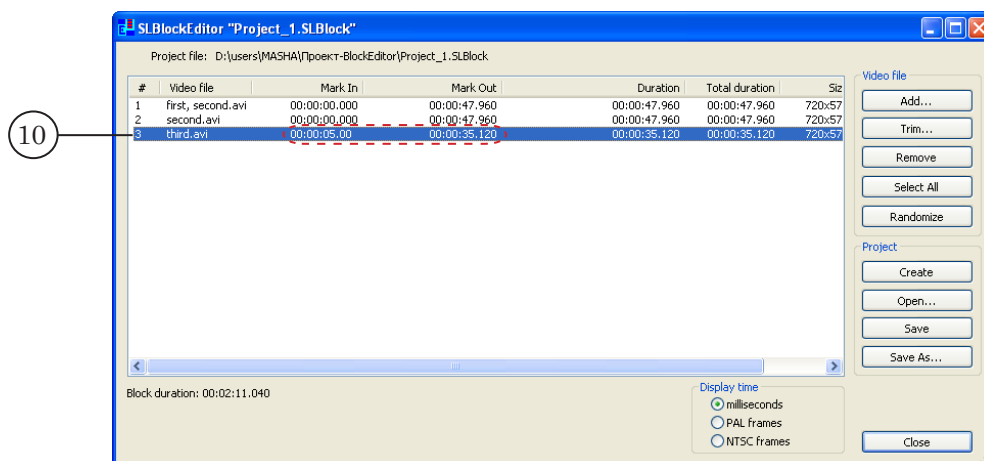 SLBlockEditor "Project_1.SLBlock"
Project file: D:\users\MASHA\Проект-BlockEditor\Project_1.SLBlock
# Video file Mark In Mark Out Duration Total duration Siz
1 first, second.avi 00:00:00.000 00:00:47.960 00:00:47.960 00:00:47.960 720x57
2 second.avi 00:00:00.000 00:00:47.960 00:00:47.960 00:00:47.960 720x57
3 third.avi 00:00:05.00 00:00:35.120 00:00:35.120 00:00:35.120 720x57
10
Video file
Add...
Trim...
Remove
Select All
Randomize
Project
Create
Open...
Save
Save As...
Block duration: 00:02:11.040
Display time
milliseconds
PAL frames
NTSC frames
Close